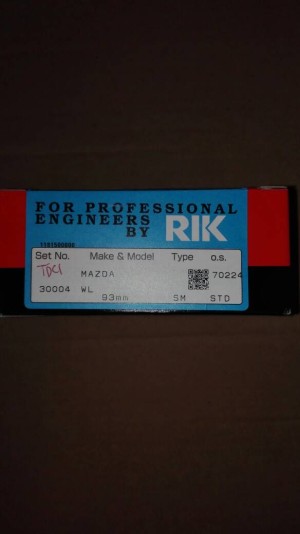 FOR PROFESSIONAL
ENGINEERS
BY RIK
Set No. Make & Model Type o.s.
TDCI MAZDA 70224
30004 WL
93mm SM STD